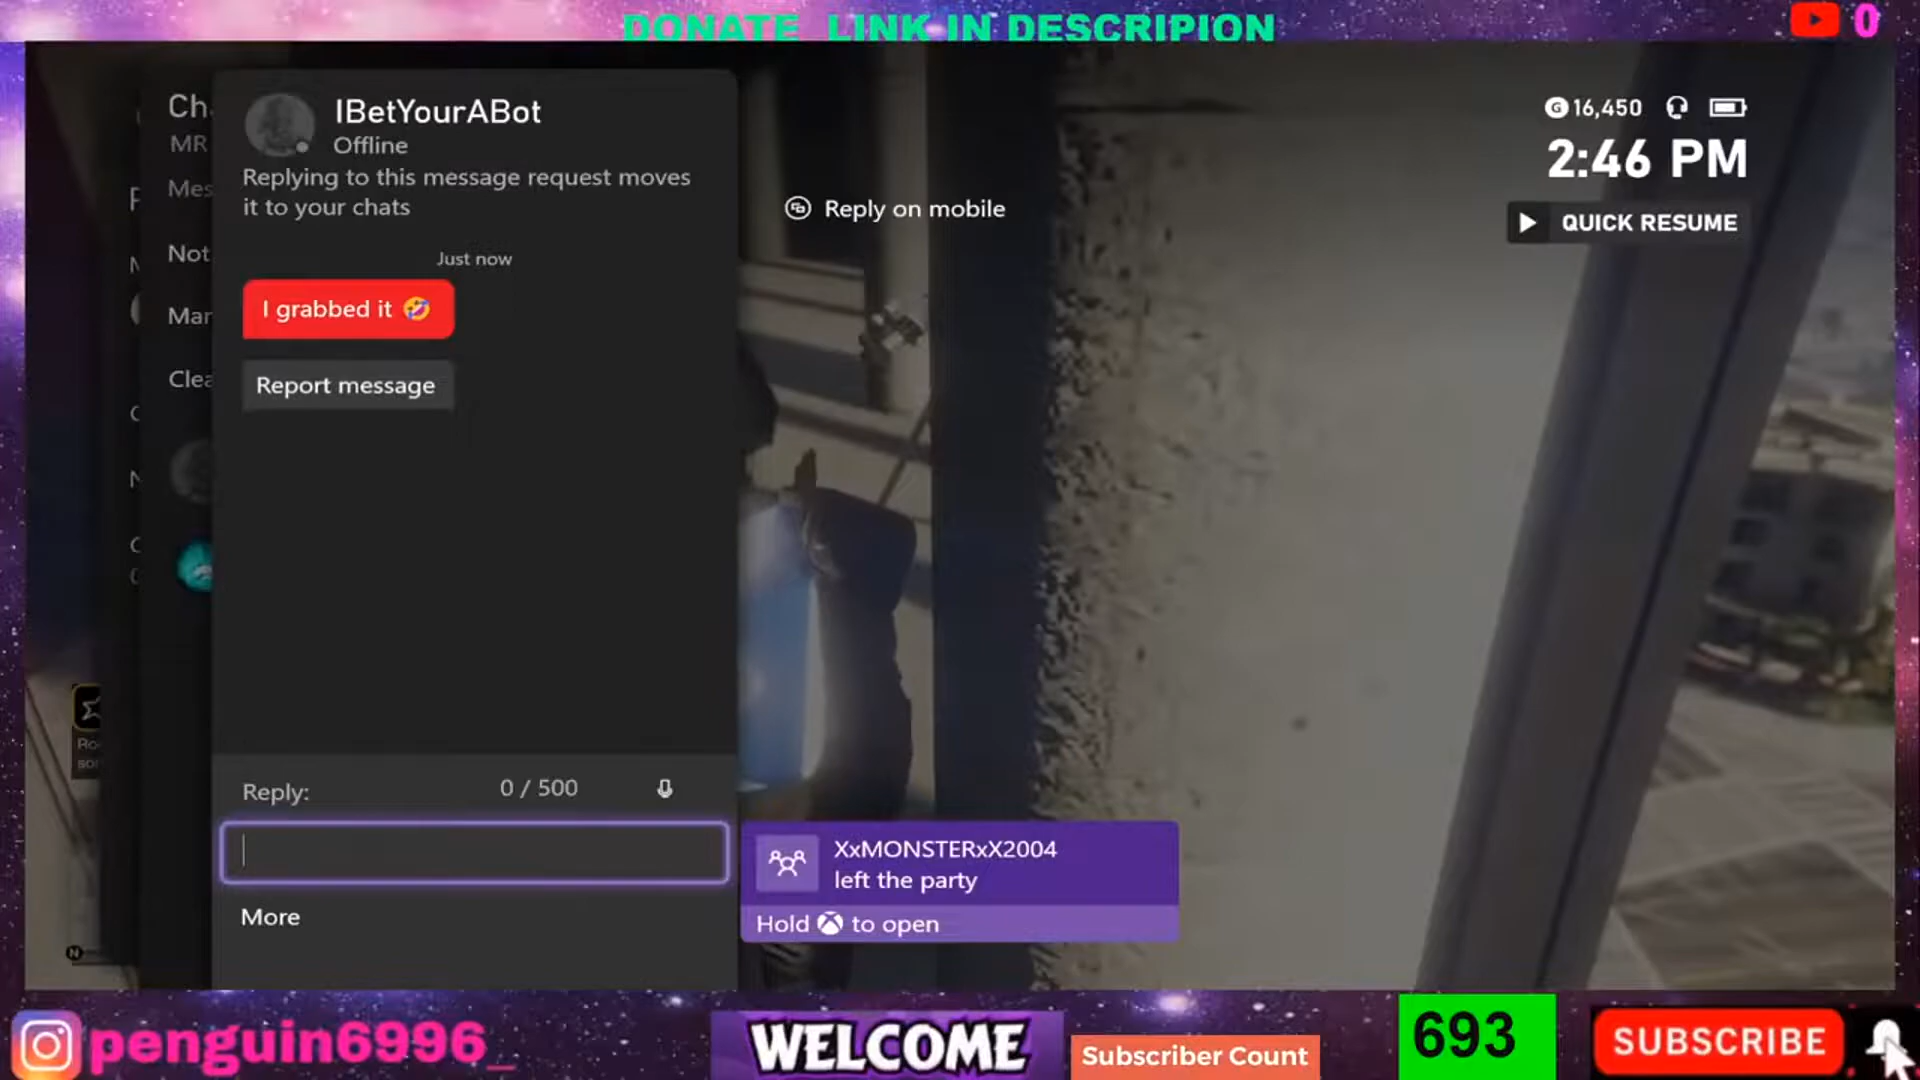 DONATE LINK IN DESCRIPION
0
Ch
MR
Mes
Not
Mar
Clea
IBetYourABot
Offline
Replying to this message request moves
it to your chats
Just now
I grabbed it 🤣
Report message
Reply on mobile
G 16,450
2:46 PM
QUICK RESUME
Reply:
0 / 500
More
XxMONSTERxX2004
left the party
Hold to open
penguin6996_
WELCOME
Subscriber Count
693
SUBSCRIBE